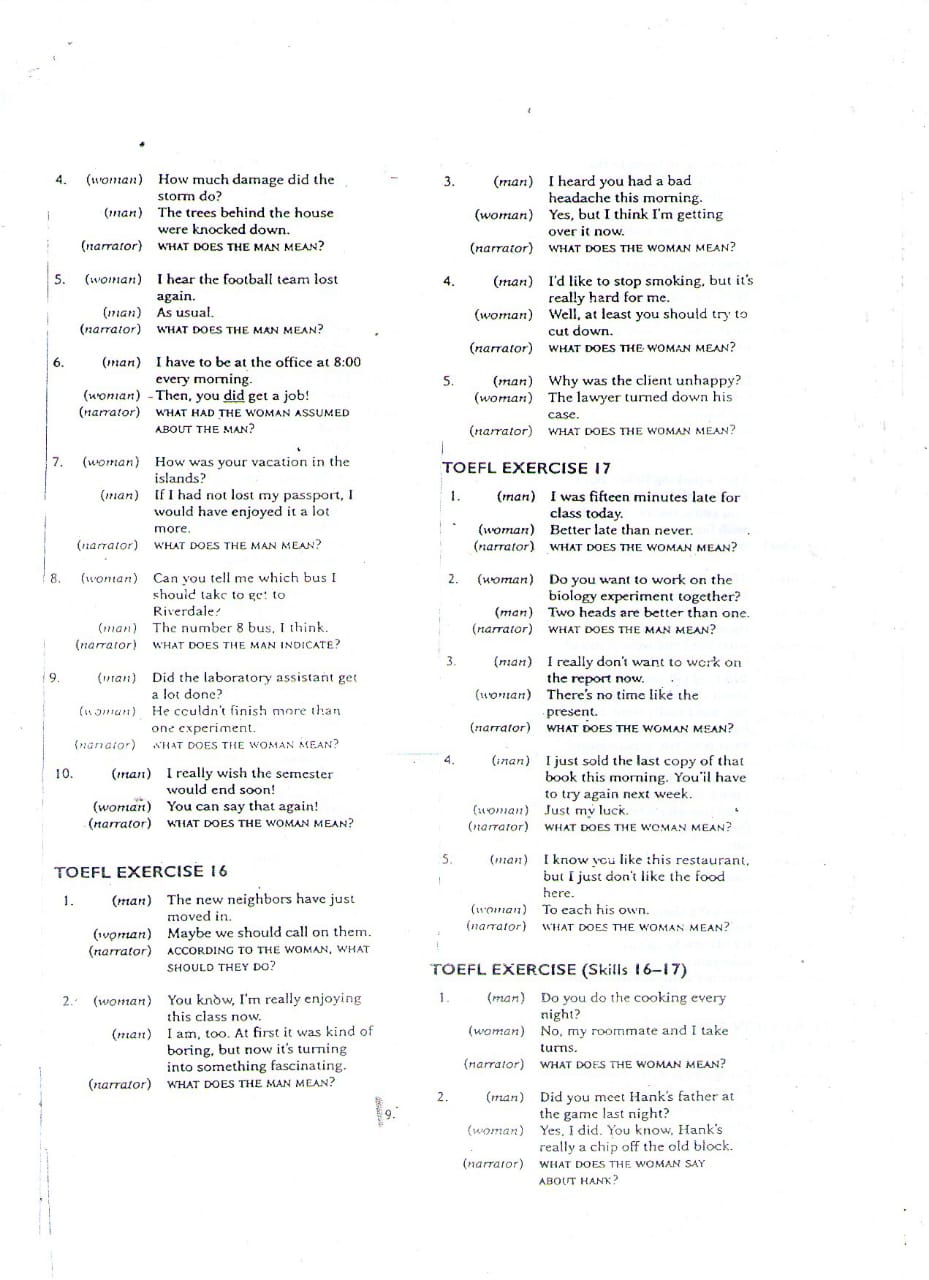 4. (woman) How much damage did the
storm do?
(man) The trees behind the house
were knocked down.
(narrator) WHAT DOES THE MAN MEAN?
5. (woman) I hear the football team lost
again.
(man) As usual.
(narrator) WHAT DOES THE MAN MEAN?
6. (man) I have to be at the office at 8:00
every morning.
(woman) Then, you did get a job!
(narrator) WHAT HAD THE WOMAN ASSUMED
ABOUT THE MAN?
7. (woman) How was your vacation in the
islands?
(man) If I had not lost my passport, I
would have enjoyed it a lot
more.
(narrator) WHAT DOES THE MAN MEAN?
8. (woman) Can you tell me which bus I
should take to get to
Riverdale?
(man) The number 8 bus, I think.
(narrator) WHAT DOES THE MAN INDICATE?
9. (man) Did the laboratory assistant get
a lot done?
(woman) He couldn't finish more than
one experiment.
(narrator) WHAT DOES THE WOMAN MEAN?
10. (man) I really wish the semester
would end soon!
(woman) You can say that again!
(narrator) WHAT DOES THE WOMAN MEAN?
TOEFL EXERCISE 16
1. (man) The new neighbors have just
moved in.
(woman) Maybe we should call on them.
(narrator) ACCORDING TO THE WOMAN, WHAT
SHOULD THEY DO?
2. (woman) You know, I'm really enjoying
this class now.
(man) I am, too. At first it was kind of
boring, but now it's turning
into something fascinating.
(narrator) WHAT DOES THE MAN MEAN?
9.
3. (man) I heard you had a bad
headache this morning.
(woman) Yes, but I think I'm getting
over it now.
(narrator) WHAT DOES THE WOMAN MEAN?
4. (man) I'd like to stop smoking, but it's
really hard for me.
(woman) Well, at least you should try to
cut down.
(narrator) WHAT DOES THE WOMAN MEAN?
5. (man) Why was the client unhappy?
(woman) The lawyer turned down his
case.
(narrator) WHAT DOES THE WOMAN MEAN?
TOEFL EXERCISE 17
1. (man) I was fifteen minutes late for
class today.
(woman) Better late than never.
(narrator) WHAT DOES THE WOMAN MEAN?
2. (woman) Do you want to work on the
biology experiment together?
(man) Two heads are better than one.
(narrator) WHAT DOES THE MAN MEAN?
3. (man) I really don't want to work on
the report now.
(woman) There's no time like the
present.
(narrator) WHAT DOES THE WOMAN MEAN?
4. (man) I just sold the last copy of that
book this morning. You'll have
to try again next week.
(woman) Just my luck.
(narrator) WHAT DOES THE WOMAN MEAN?
5. (man) I know you like this restaurant,
but I just don't like the food
here.
(woman) To each his own.
(narrator) WHAT DOES THE WOMAN MEAN?
TOEFL EXERCISE (Skills 16–17)
1. (man) Do you do the cooking every
night?
(woman) No, my roommate and I take
turns.
(narrator) WHAT DOES THE WOMAN MEAN?
2. (man) Did you meet Hank's father at
the game last night?
(woman) Yes, I did. You know, Hank's
really a chip off the old block.
(narrator) WHAT DOES THE WOMAN SAY
ABOUT HANK?